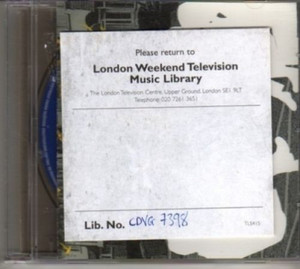 Please return to
London Weekend Television
Music Library
The London Television Centre, Upper Ground, London SE1 9LT
Telephone: 020 7261 3651
Lib. No. CDVG 7398